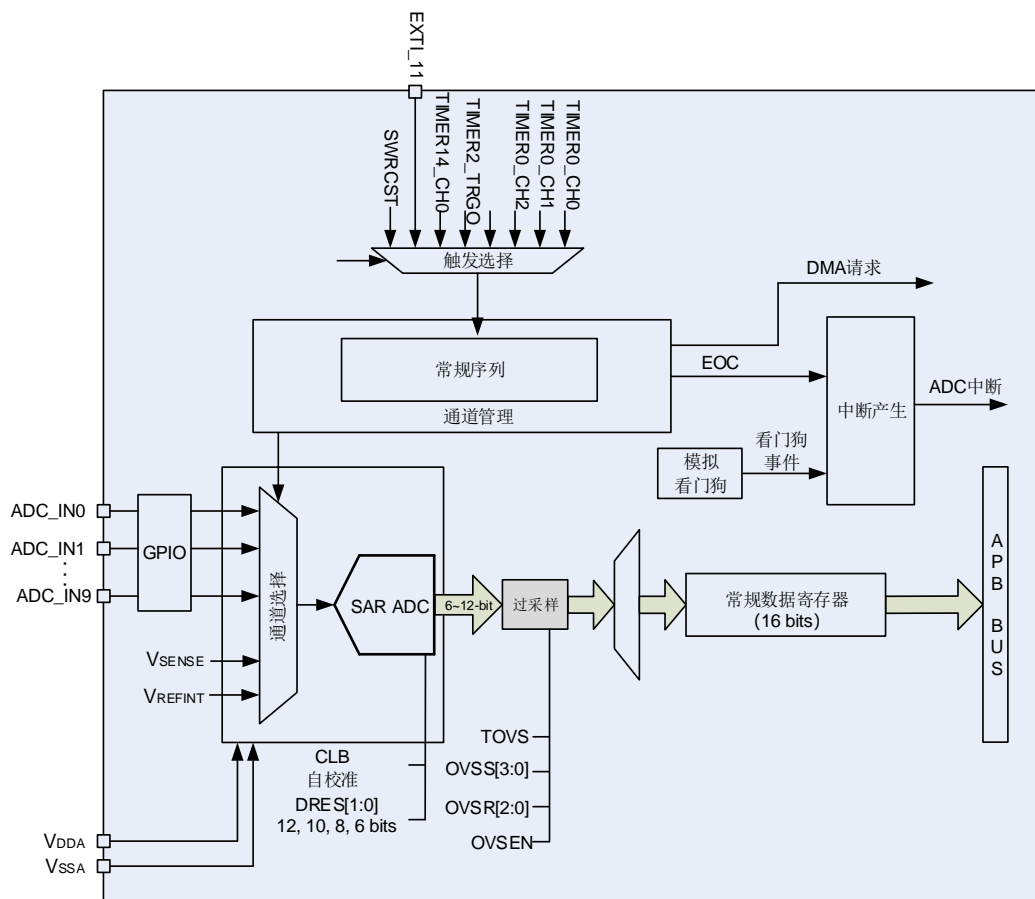 EXTI_11
SWRCST
TIMER14_CH0
TIMER2_TRGO
TIMER0_CH2
TIMER0_CH1
TIMER0_CH0
触发选择
DMA请求
常规序列
通道管理
EOC
中断产生
ADC中断
模拟
看门狗
看门狗
事件
ADC_IN0
ADC_IN1
ADC_IN9
GPIO
通道选择
VSENSE
VREFINT
SAR ADC
6~12-bit
过采样
常规数据寄存器
(16 bits)
APB BUS
CLB
自校准
DRES[1:0]
12, 10, 8, 6 bits
TOVS
OVSS[3:0]
OVSR[2:0]
OVSEN
VDDA
VSSA